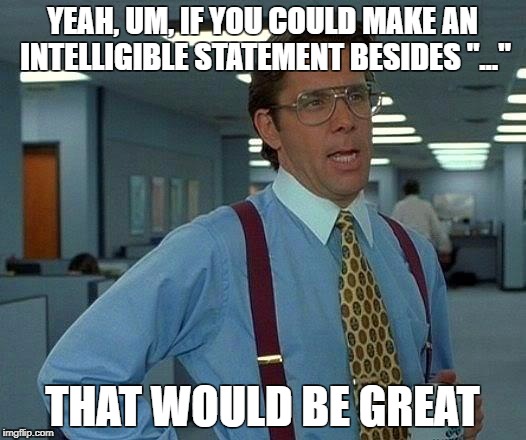 YEAH, UM, IF YOU COULD MAKE AN
INTELLIGIBLE STATEMENT BESIDES "..."
THAT WOULD BE GREAT
imgflip.com